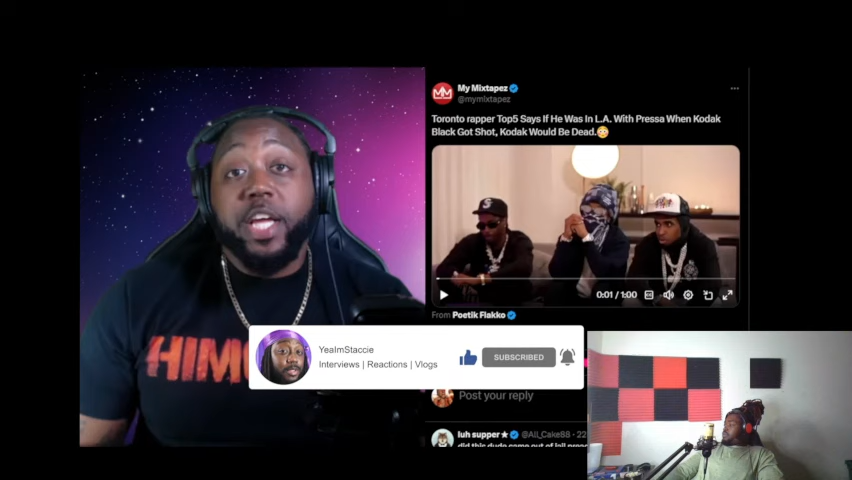 My Mixtapez
@mymixtapez
Toronto rapper Top5 Says If He Was In L.A. With Pressa When Kodak
Black Got Shot, Kodak Would Be Dead.
0:01 / 1:00
From Poetik Flakko
HIM
YeaImStaccie
Interviews | Reactions | Vlogs
SUBSCRIBED
Post your reply
luh supper @All_Cake88 · 22
did this dude come out of jail